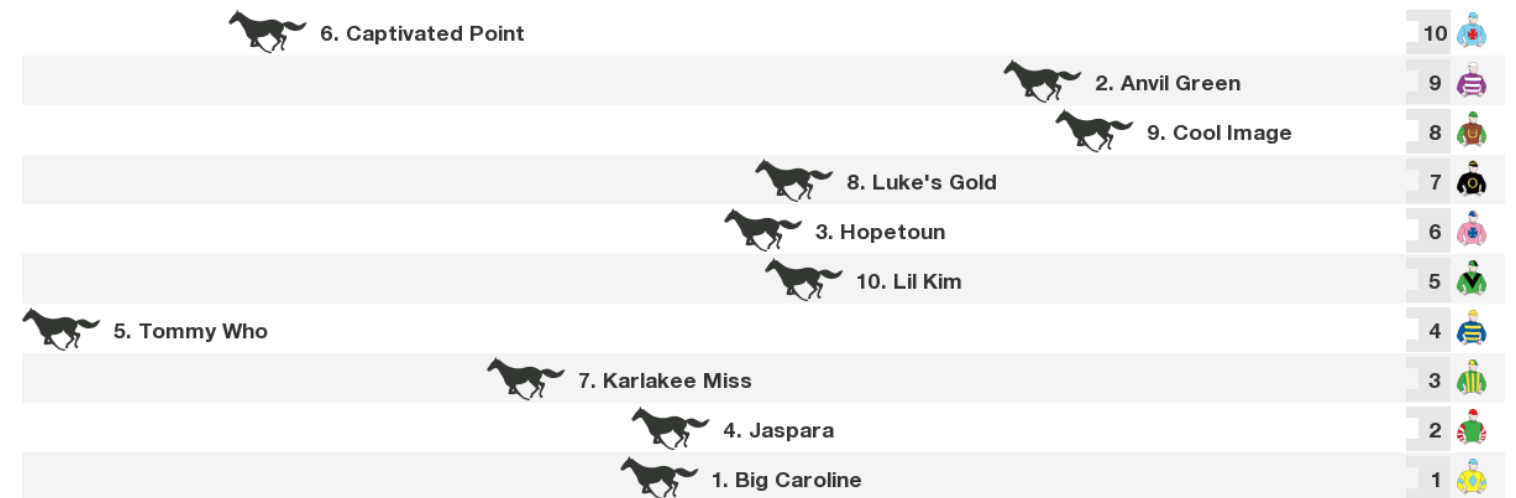 6. Captivated Point 10
2. Anvil Green 9
9. Cool Image 8
8. Luke's Gold 7
3. Hopetoun 6
10. Lil Kim 5
5. Tommy Who 4
7. Karlakee Miss 3
4. Jaspara 2
1. Big Caroline 1